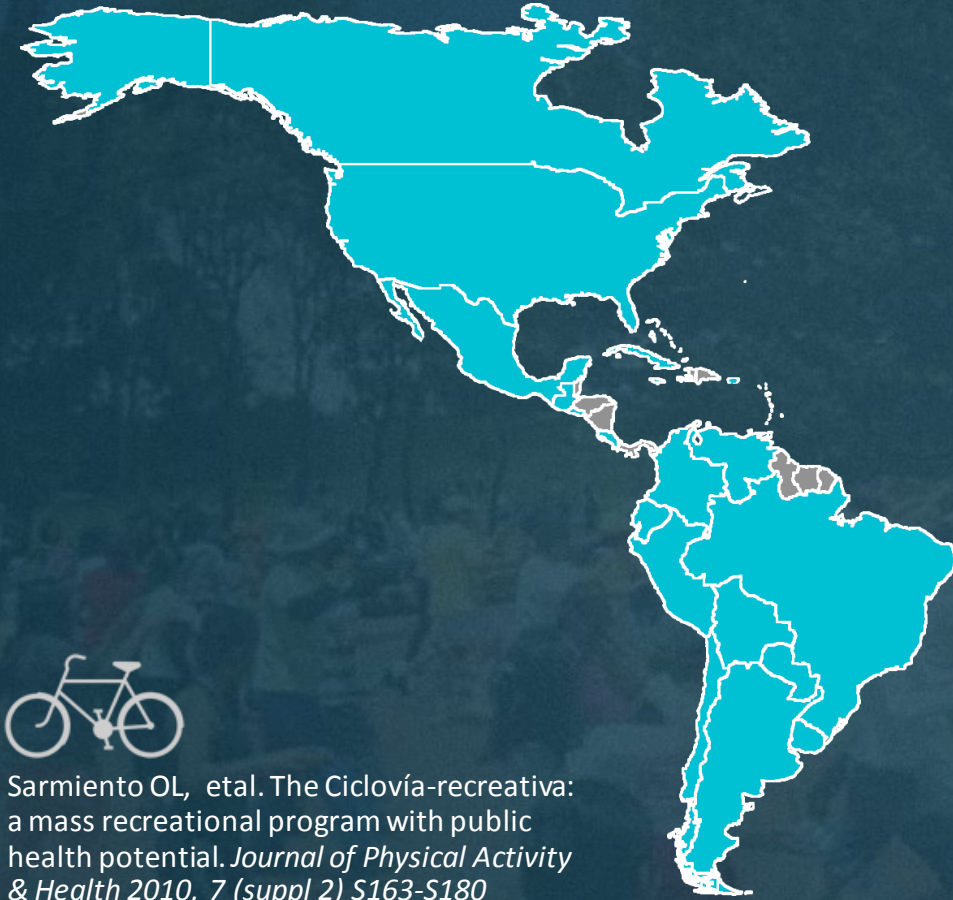 Sarmiento OL, etal. The Ciclovía-recreativa:
a mass recreational program with public
health potential. Journal of Physical Activity
& Health 2010, 7 (suppl 2) S163-S180